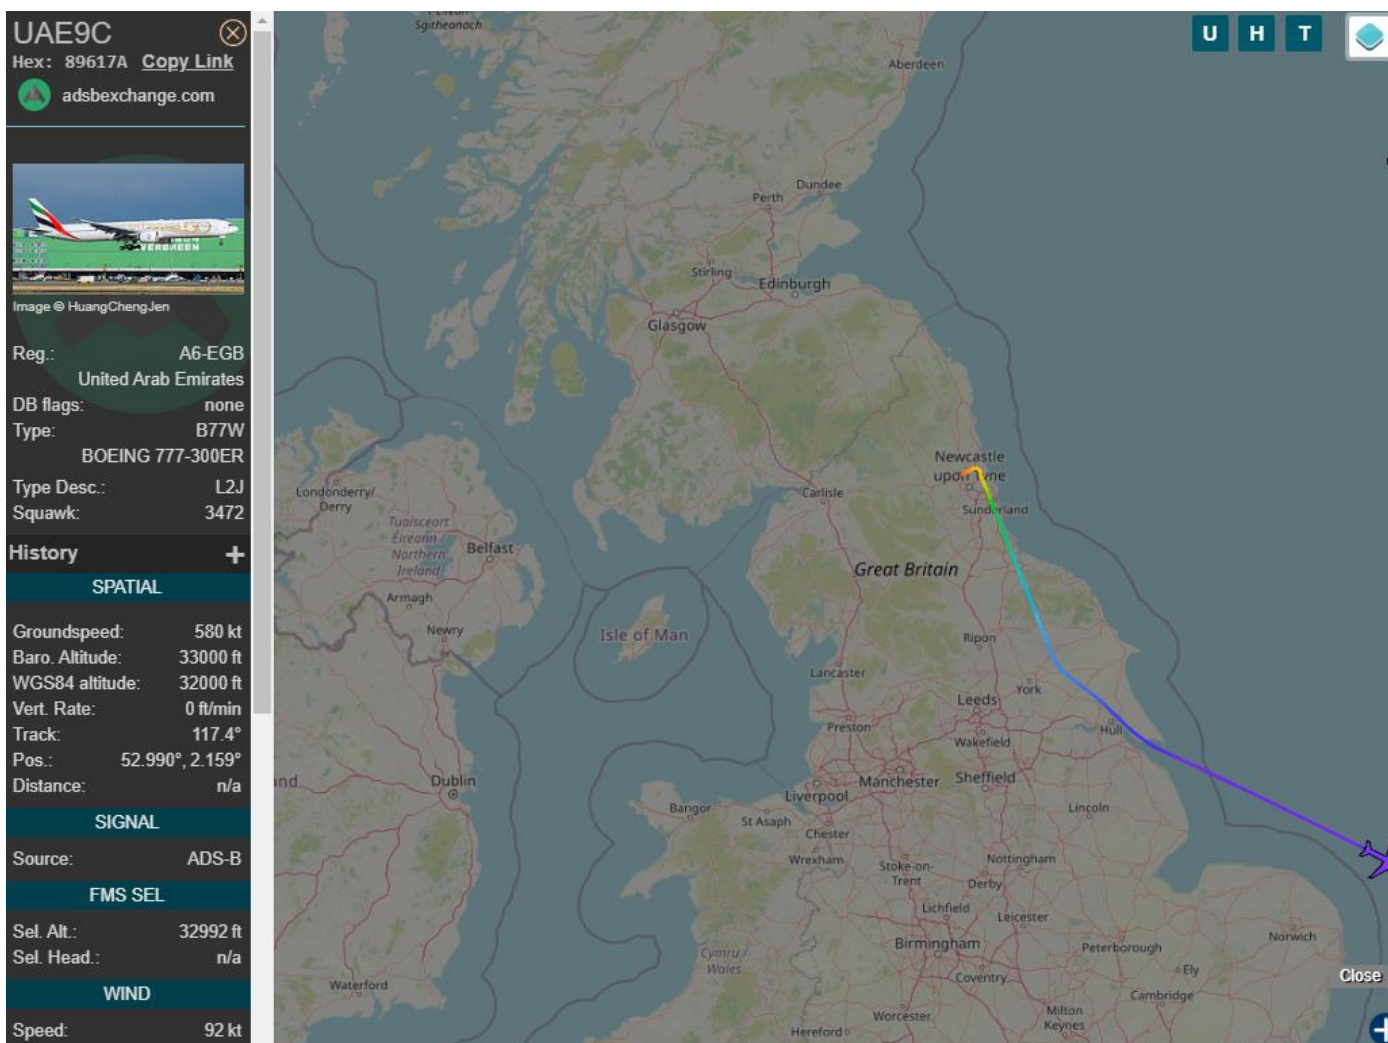 UAE9C
Hex: 89617A Copy Link
adsbexchange.com
VERGREEN
Image © HuangChengJen
Reg.: A6-EGB
United Arab Emirates
DB flags: none
Type: B77W
BOEING 777-300ER
Type Desc.: L2J
Squawk: 3472
History +
SPATIAL
Groundspeed: 580 kt
Baro. Altitude: 33000 ft
WGS84 altitude: 32000 ft
Vert. Rate: 0 ft/min
Track: 117.4°
Pos.: 52.990°, 2.159°
Distance: n/a
SIGNAL
Source: ADS-B
FMS SEL
Sel. Alt.: 32992 ft
Sel. Head.: n/a
WIND
Speed: 92 kt
U H T
Sgitheanach
Aberdeen
Dundee
Perth
Stirling
Edinburgh
Glasgow
Newcastle
upon Tyne
Carlisle
Sunderland
Londonderry/
Derry
Tuaisceart
Éireann /
Northern
Ireland
Belfast
Great Britain
Armagh
Newry
Isle of Man
Ripon
Lancaster
York
Leeds
Preston
Hull
Wakefield
Dublin
Manchester
Sheffield
Liverpool
Bangor
St Asaph
Chester
Lincoln
Wrexham
Stoke-on-
Trent
Nottingham
Derby
Lichfield
Leicester
Norwich
Birmingham
Peterborough
Cymru /
Wales
Coventry
Ely
Close
Waterford
Cambridge
Worcester
Milton
Keynes
Hereford